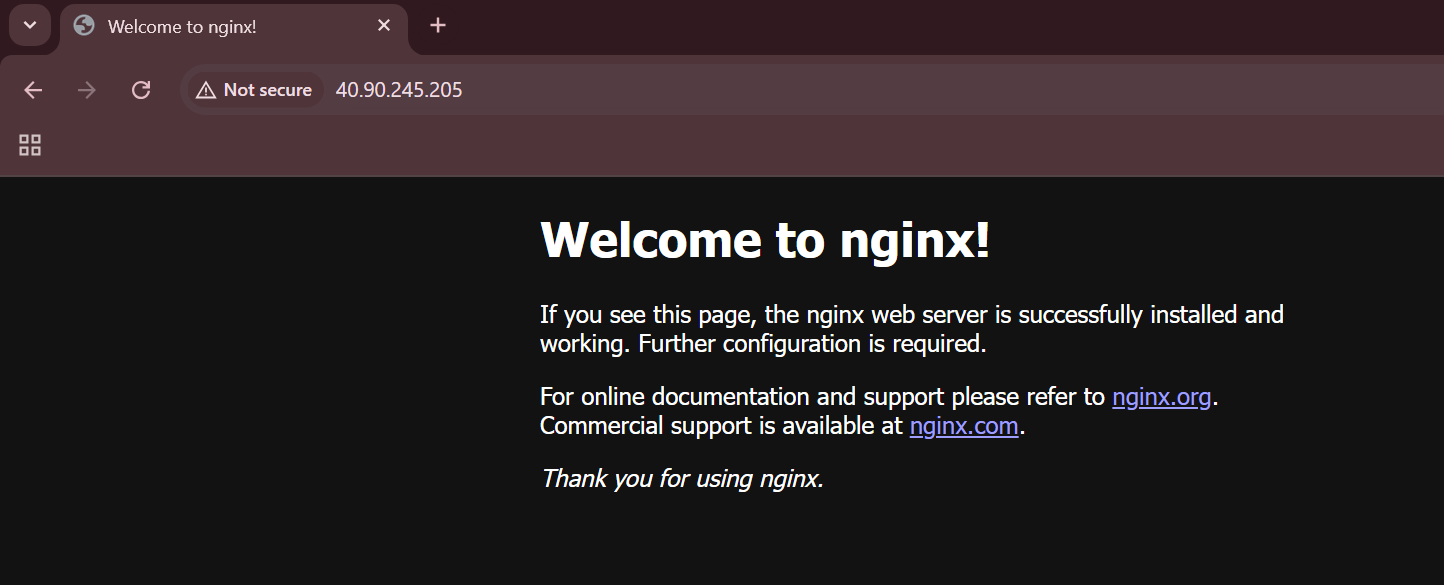 Welcome to nginx!
Not secure 40.90.245.205
Welcome to nginx!
If you see this page, the nginx web server is successfully installed and
working. Further configuration is required.
For online documentation and support please refer to nginx.org.
Commercial support is available at nginx.com.
Thank you for using nginx.